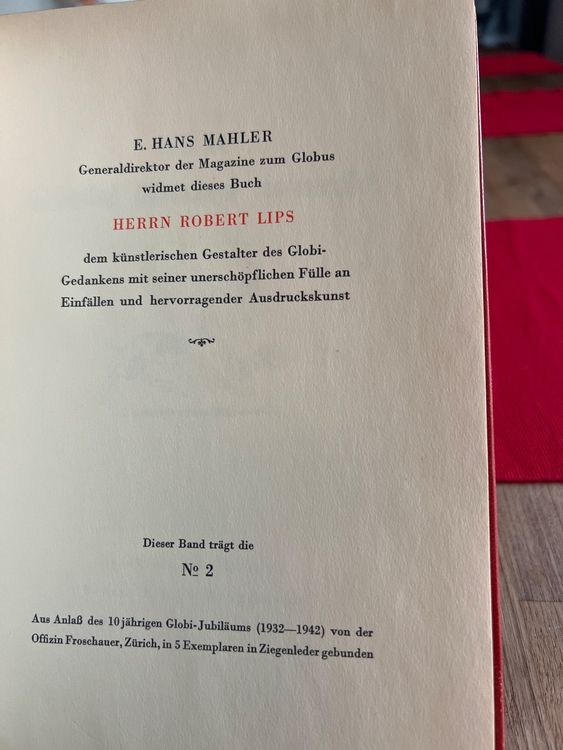 E. HANS MAHLER
Generaldirektor der Magazine zum Globus
widmet dieses Buch
HERRN ROBERT LIPS
dem künstlerischen Gestalter des Globi-
Gedankens mit seiner unerschöpflichen Fülle an
Einfällen und hervorragender Ausdruckskunst
Dieser Band trägt die
Nº 2
Aus Anlaß des 10jährigen Globi-Jubiläums (1932—1942) von der
Offizin Froschauer, Zürich, in 5 Exemplaren in Ziegenleder gebunden